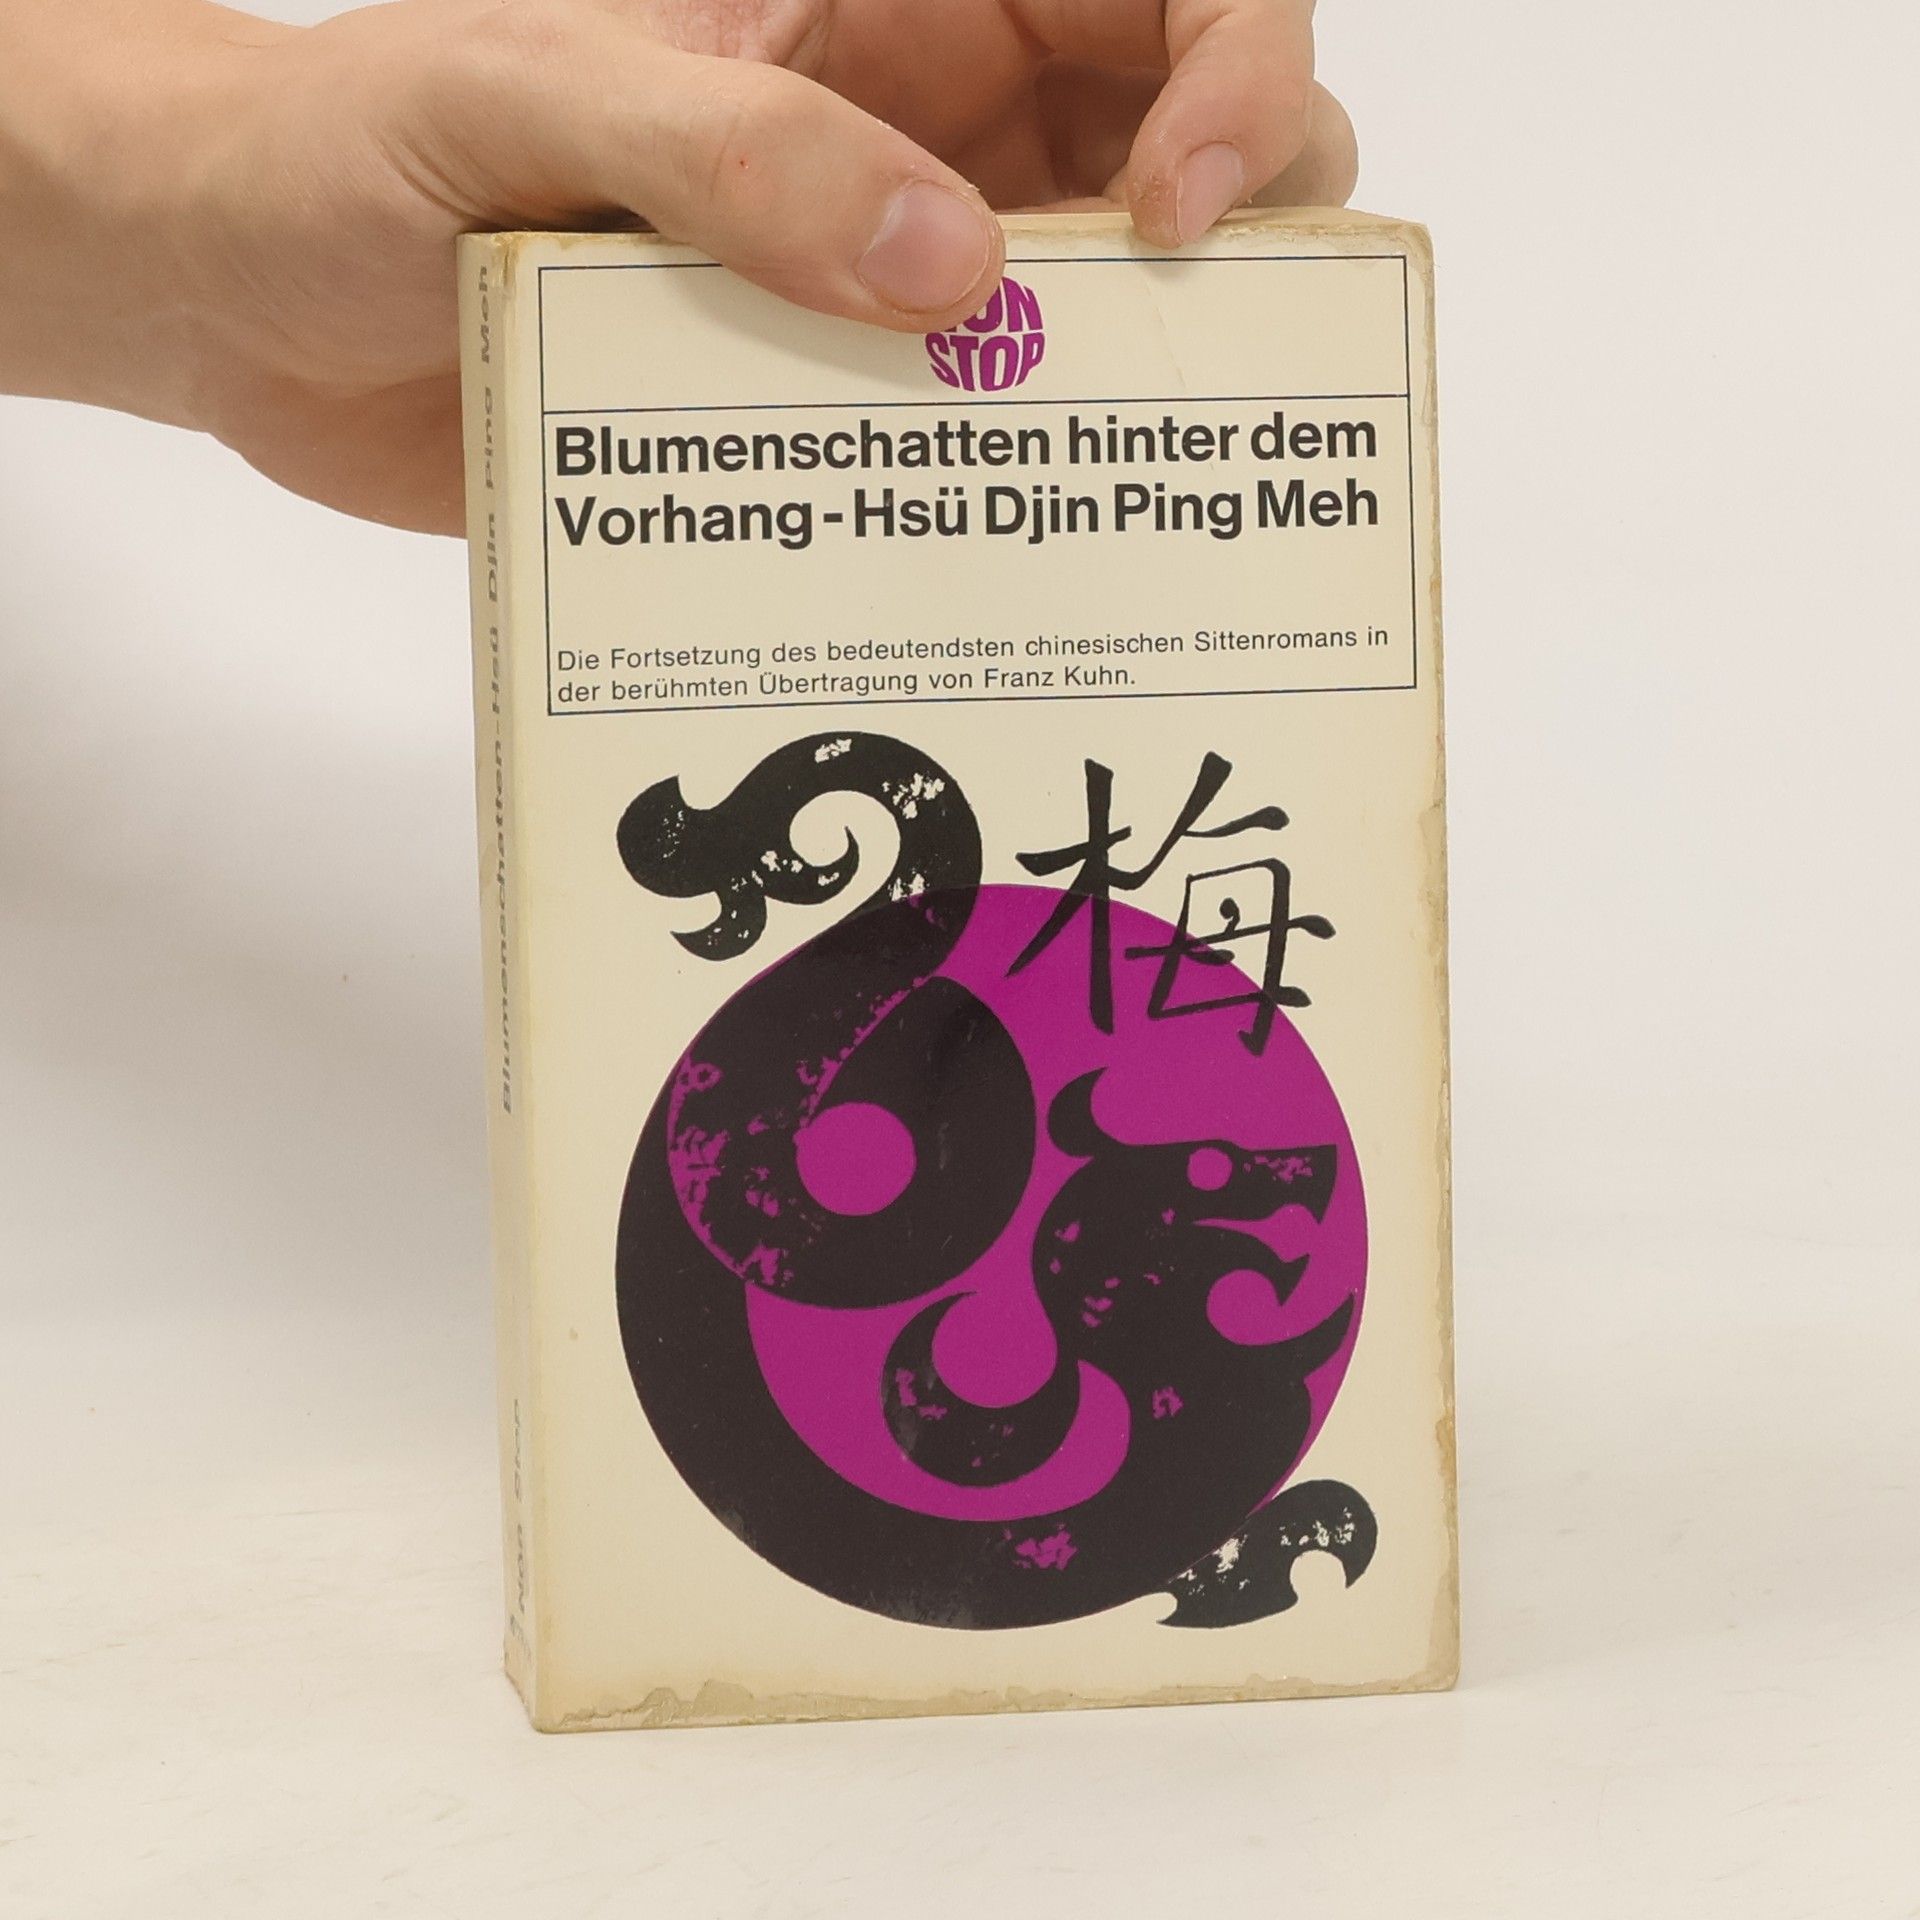 STOP
Blumenschatten hinter dem
Vorhang - Hsü Djin Ping Meh
Die Fortsetzung des bedeutendsten chinesischen Sittenromans in
der berühmten Übertragung von Franz Kuhn.
梅
Blumenschatten - Hsü Djin Ping Meh
Non Stop